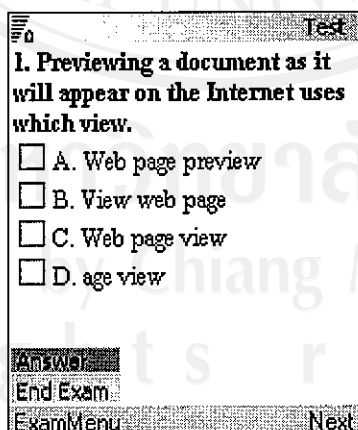 Test
1. Previewing a document as it
will appear on the Internet uses
which view.
A. Web page preview
B. View web page
C. Web page view
D. age view
Answer
End Exam
ExamMenu Next